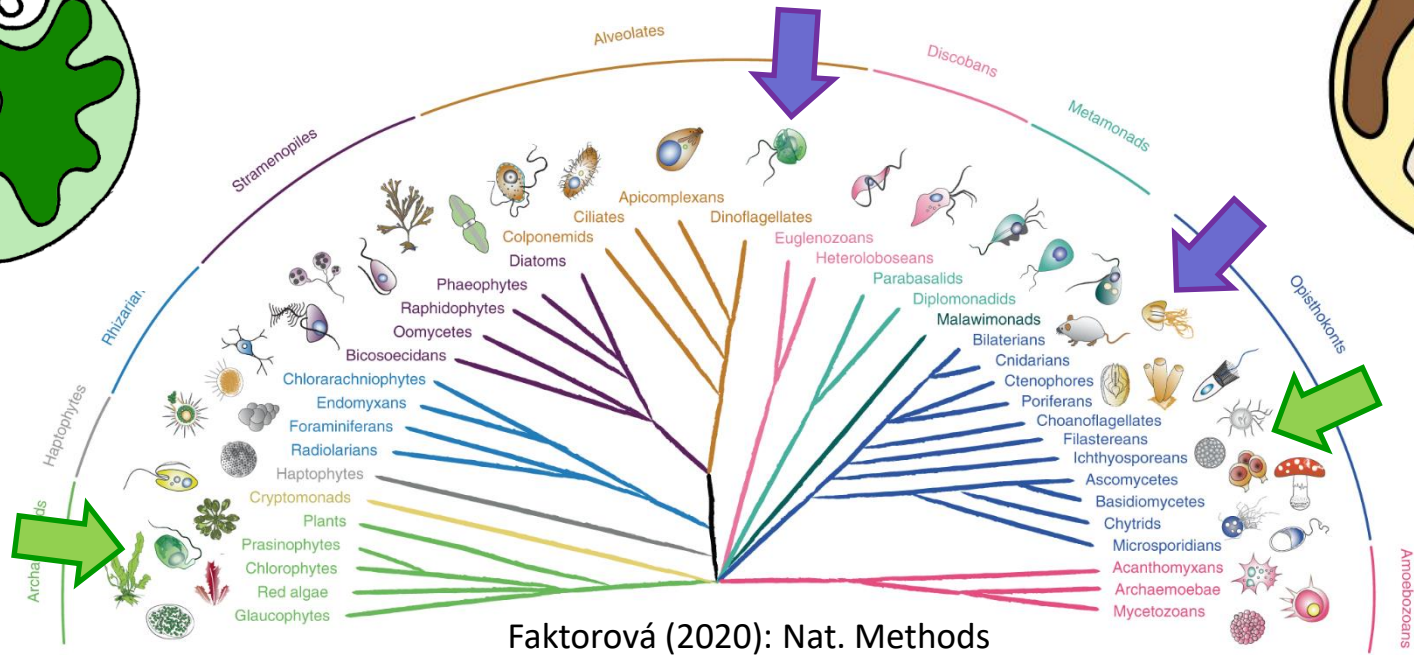 Alveolates
Discobans
Metamonads
Stramenopiles
Opisthokonts
Haptophytes
Amoebozoans
Apicomplexans
Ciliates
Dinoflagellates
Colponemids
Euglenozoans
Diatoms
Heteroloboseans
Phaeophytes
Parabasalids
Raphidophytes
Diplomonadids
Oomycetes
Malawimonads
Bicosoecidans
Bilaterians
Chlorarachniophytes
Cnidarians
Endomyxans
Ctenophores
Foraminiferans
Poriferans
Radiolarians
Choanoflagellates
Haptophytes
Filastereans
Cryptomonads
Ichthyosporeans
Plants
Ascomycetes
Prasinophytes
Basidiomycetes
Chlorophytes
Chytrids
Red algae
Microsporidians
Glaucophytes
Acanthomyxans
Archaemoebae
Mycetozoans
Faktorová (2020): Nat. Methods